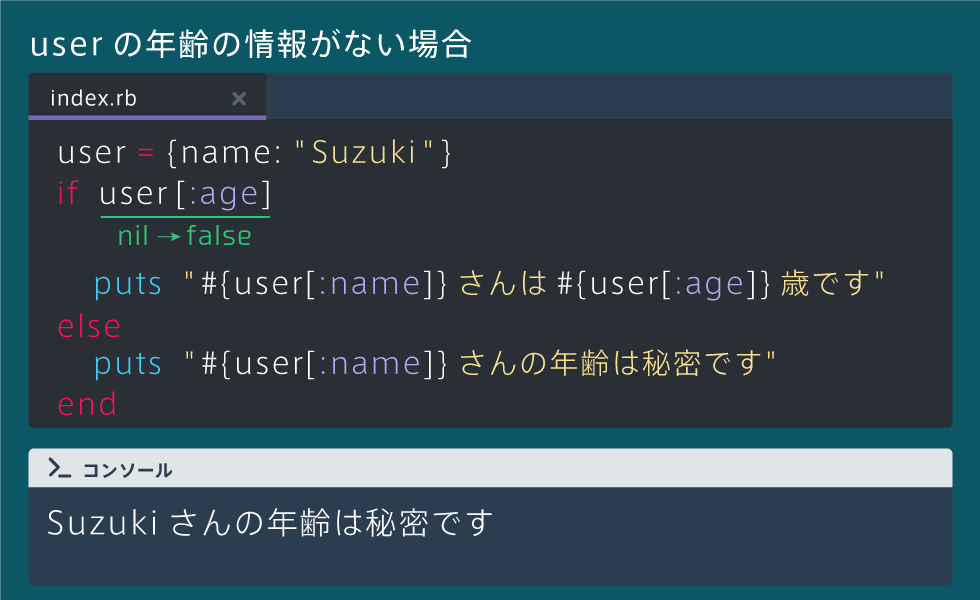 user の年齢の情報がない場合
index.rb ×
user = {name: "Suzuki"}
if user[:age]
nil → false
puts "#{user[:name]} さんは #{user[:age]} 歳です"
else
puts "#{user[:name]} さんの年齢は秘密です"
end
>_ コンソール
Suzuki さんの年齢は秘密です